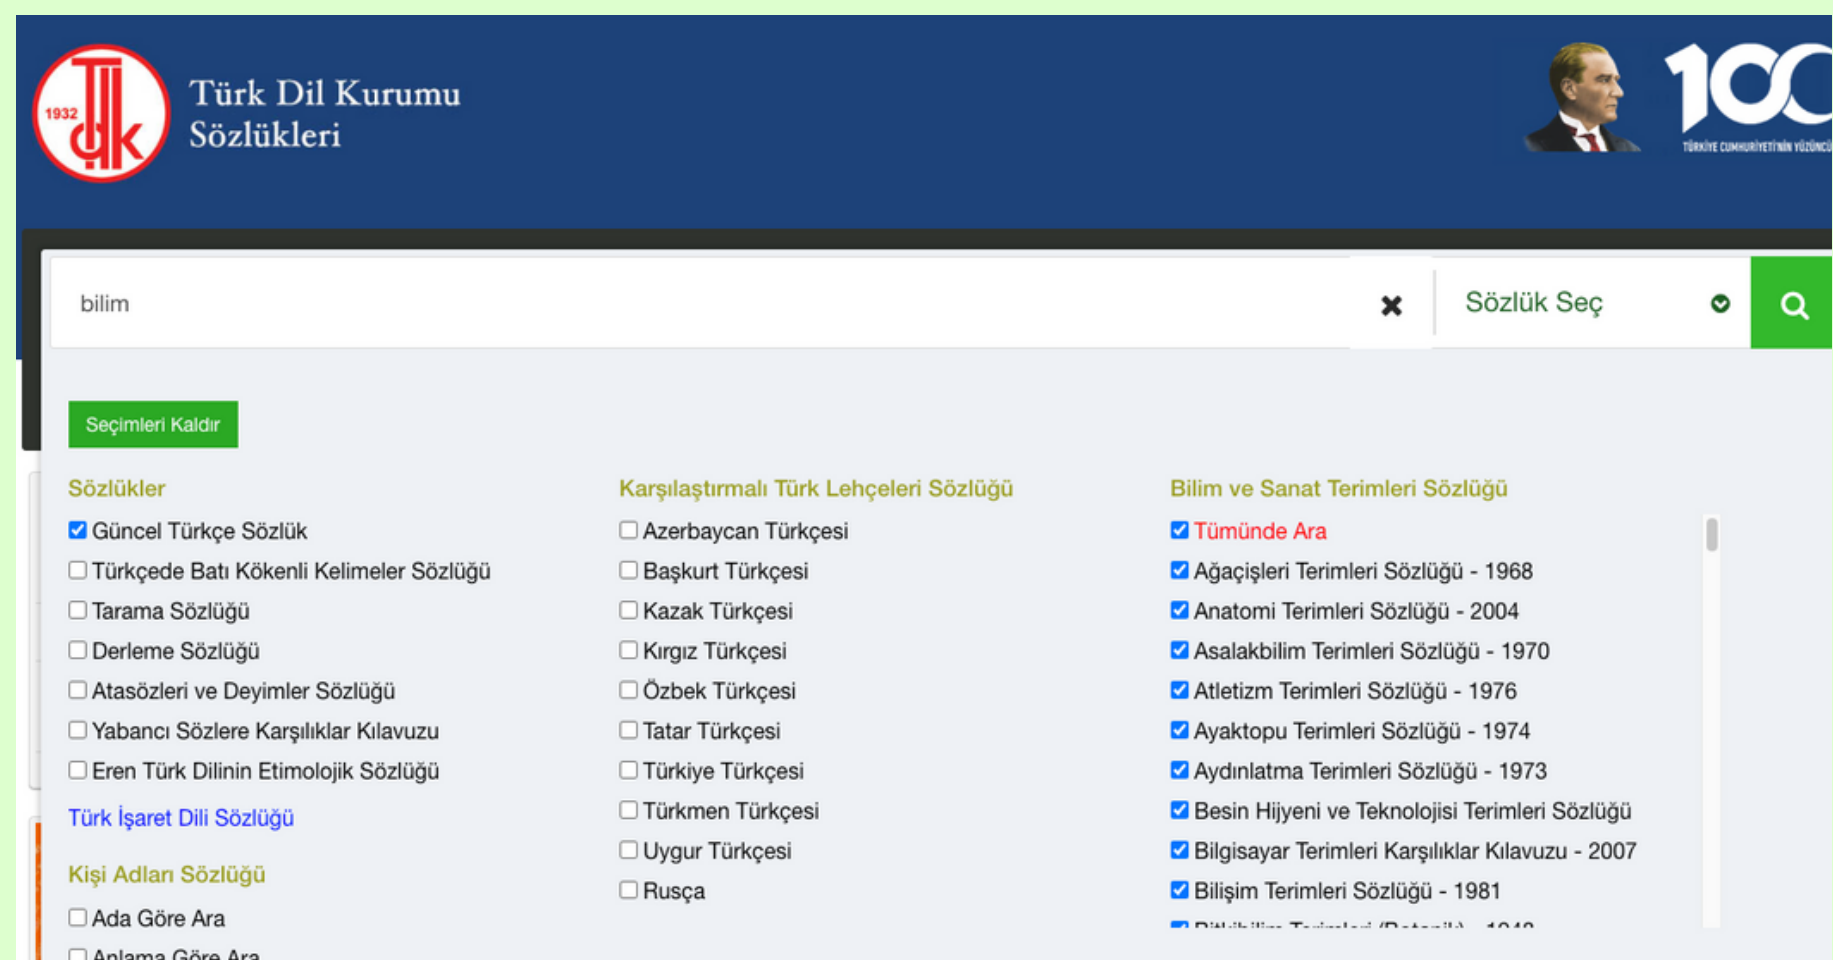 1932
TDK
Türk Dil Kurumu
Sözlükleri
100
TÜRKİYE CUMHURİYETİ'NİN YÜZÜNCÜ
bilim
Sözlük Seç
Seçimleri Kaldır
Sözlükler
Güncel Türkçe Sözlük
Türkçede Batı Kökenli Kelimeler Sözlüğü
Tarama Sözlüğü
Derleme Sözlüğü
Atasözleri ve Deyimler Sözlüğü
Yabancı Sözlere Karşılıklar Kılavuzu
Eren Türk Dilinin Etimolojik Sözlüğü
Türk İşaret Dili Sözlüğü
Kişi Adları Sözlüğü
Ada Göre Ara
Anlama Göre Ara
Karşılaştırmalı Türk Lehçeleri Sözlüğü
Azerbaycan Türkçesi
Başkurt Türkçesi
Kazak Türkçesi
Kırgız Türkçesi
Özbek Türkçesi
Tatar Türkçesi
Türkiye Türkçesi
Türkmen Türkçesi
Uygur Türkçesi
Rusça
Bilim ve Sanat Terimleri Sözlüğü
Tümünde Ara
Ağaçişleri Terimleri Sözlüğü - 1968
Anatomi Terimleri Sözlüğü - 2004
Asalakbilim Terimleri Sözlüğü - 1970
Atletizm Terimleri Sözlüğü - 1976
Ayaktopu Terimleri Sözlüğü - 1974
Aydınlatma Terimleri Sözlüğü - 1973
Besin Hijyeni ve Teknolojisi Terimleri Sözlüğü
Bilgisayar Terimleri Karşılıklar Kılavuzu - 2007
Bilişim Terimleri Sözlüğü - 1981
Bitkibilim Terimleri (Botanik) - 1948